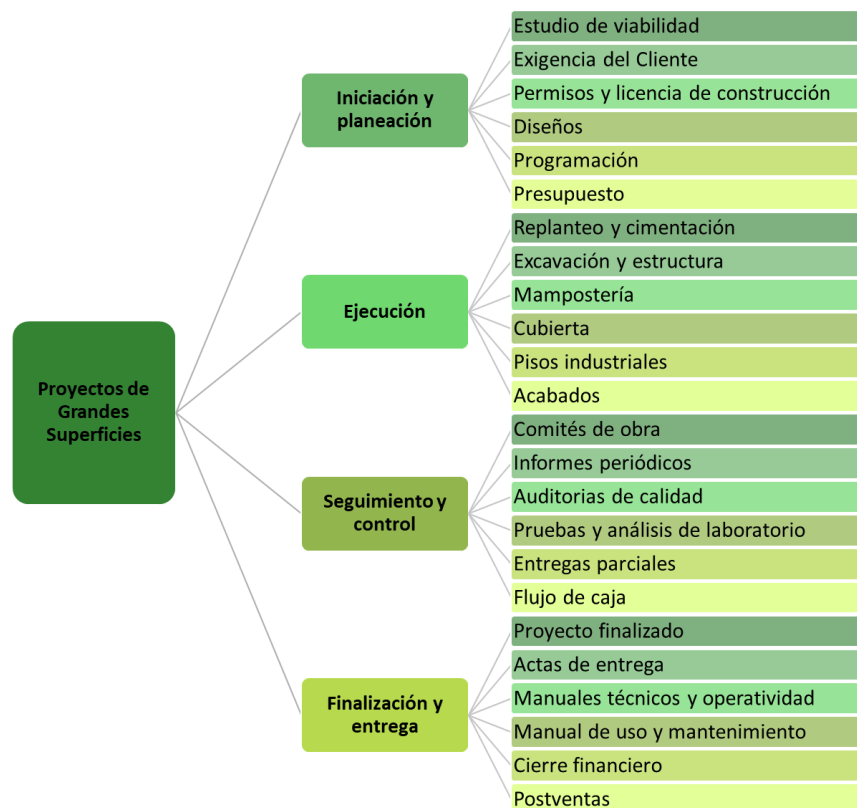 Proyectos de
Grandes
Superficies
Iniciación y
planeación
Estudio de viabilidad
Exigencia del Cliente
Permisos y licencia de construcción
Diseños
Programación
Presupuesto
Ejecución
Replanteo y cimentación
Excavación y estructura
Mampostería
Cubierta
Pisos industriales
Acabados
Seguimiento y
control
Comités de obra
Informes periódicos
Auditorias de calidad
Pruebas y análisis de laboratorio
Entregas parciales
Flujo de caja
Finalización y
entrega
Proyecto finalizado
Actas de entrega
Manuales técnicos y operatividad
Manual de uso y mantenimiento
Cierre financiero
Postventas